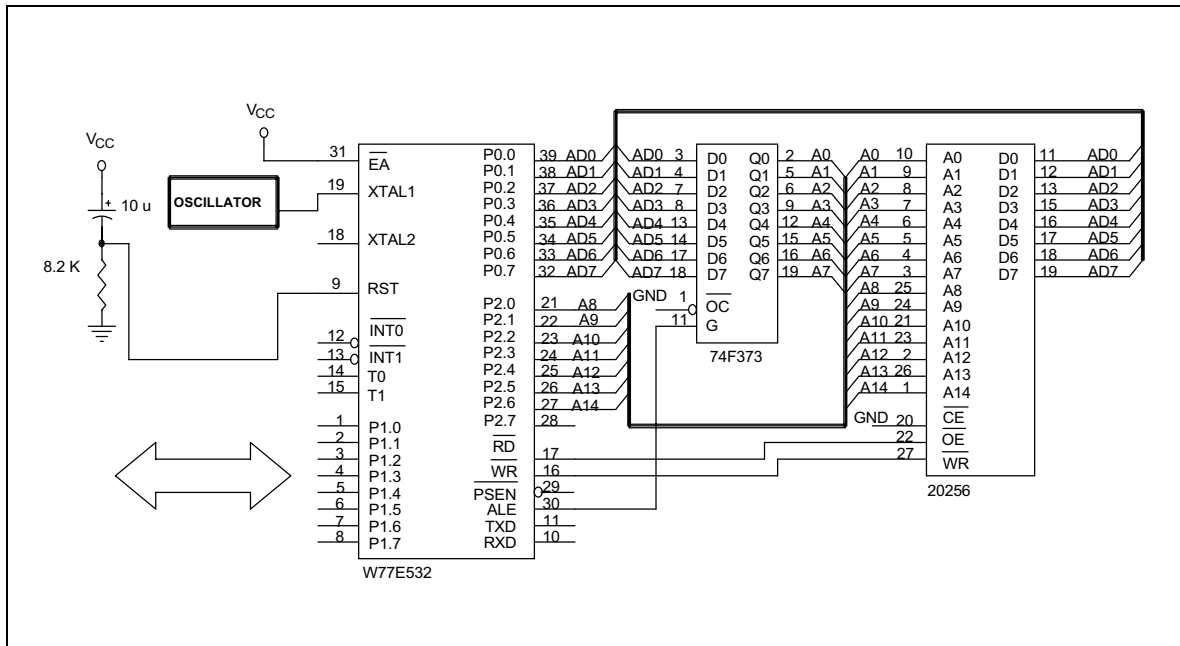 VCC
VCC
10 u
8.2 K
OSCILLATOR
31 EA
19 XTAL1
18 XTAL2
9 RST
12 INT0
13 INT1
14 T0
15 T1
1 P1.0
2 P1.1
3 P1.2
4 P1.3
5 P1.4
6 P1.5
7 P1.6
8 P1.7
P0.0 39 AD0
P0.1 38 AD1
P0.2 37 AD2
P0.3 36 AD3
P0.4 35 AD4
P0.5 34 AD5
P0.6 33 AD6
P0.7 32 AD7
P2.0 21 A8
P2.1 22 A9
P2.2 23 A10
P2.3 24 A11
P2.4 25 A12
P2.5 26 A13
P2.6 27 A14
P2.7 28
RD 17
WR 16
PSEN 29
ALE 30
TXD 11
RXD 10
W77E532
AD0 3 D0 Q0 2 A0
AD1 4 D1 Q1 5 A1
AD2 7 D2 Q2 6 A2
AD3 8 D3 Q3 9 A3
AD4 13 D4 Q4 12 A4
AD5 14 D5 Q5 15 A5
AD6 17 D6 Q6 16 A6
AD7 18 D7 Q7 19 A7
GND 1 OC
11 G
74F373
A0 10 A0 D0 11 AD0
A1 9 A1 D1 12 AD1
A2 8 A2 D2 13 AD2
A3 7 A3 D3 15 AD3
A4 6 A4 D4 16 AD4
A5 5 A5 D5 17 AD5
A6 4 A6 D6 18 AD6
A7 3 A7 D7 19 AD7
A8 25 A8
A9 24 A9
A10 21 A10
A11 23 A11
A12 2 A12
A13 26 A13
A14 1 A14
GND 20 CE
22 OE
27 WR
20256